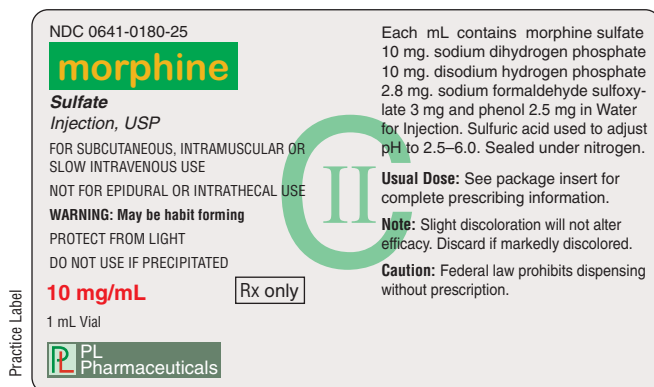 NDC 0641-0180-25
morphine
Sulfate
Injection, USP
FOR SUBCUTANEOUS, INTRAMUSCULAR OR
SLOW INTRAVENOUS USE
NOT FOR EPIDURAL OR INTRATHECAL USE
WARNING: May be habit forming
PROTECT FROM LIGHT
DO NOT USE IF PRECIPITATED
10 mg/mL
Rx only
1 mL Vial
PL PL
Pharmaceuticals
CII
Each mL contains morphine sulfate
10 mg. sodium dihydrogen phosphate
10 mg. disodium hydrogen phosphate
2.8 mg. sodium formaldehyde sulfoxy-
late 3 mg and phenol 2.5 mg in Water
for Injection. Sulfuric acid used to adjust
pH to 2.5–6.0. Sealed under nitrogen.
Usual Dose: See package insert for
complete prescribing information.
Note: Slight discoloration will not alter
efficacy. Discard if markedly discolored.
Caution: Federal law prohibits dispensing
without prescription.
Practice Label